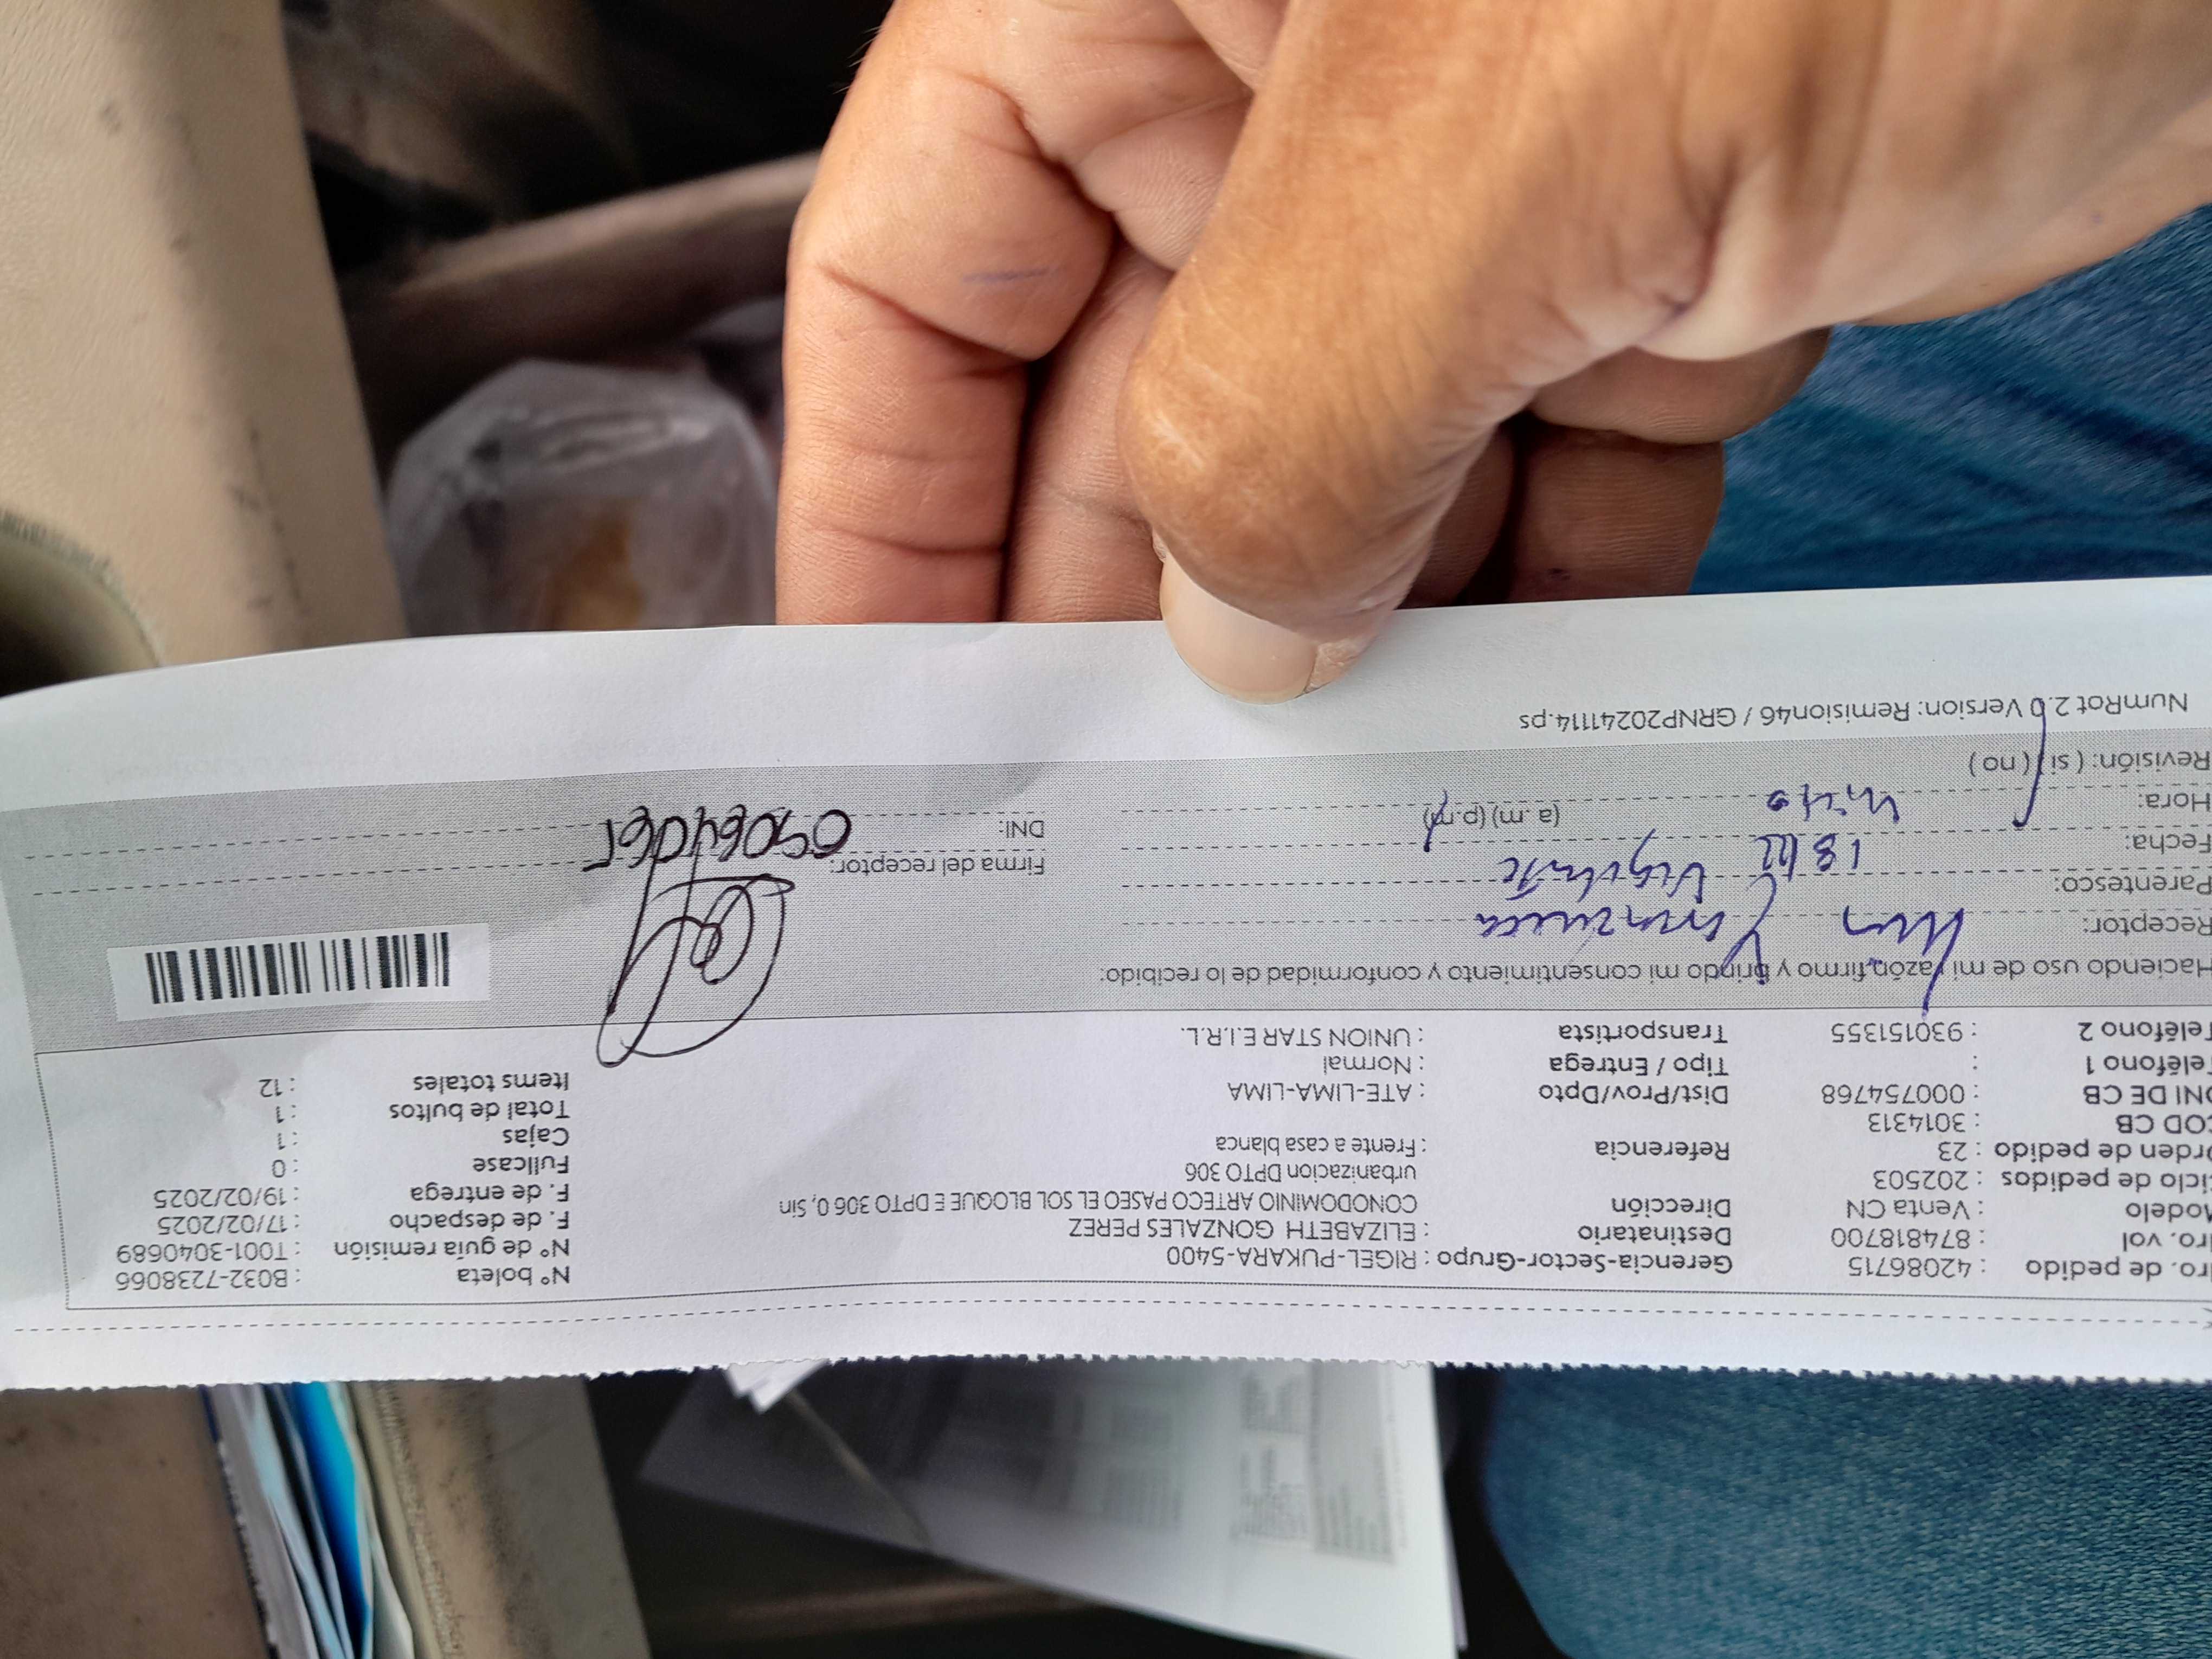 Nro. de pedido : 42086715 Gerencia-Sector-Grupo : RIGEL-PUKARA-5400 N° boleta : B032-7238066
Nro. vol : 874818700 Destinatario : ELIZABETH GONZALES PEREZ N° de guía remisión : T001-3040689
Modelo : Venta CN Dirección CONODOMINIO ARTECO PASEO EL SOL BLOQUE E DPTO 306 0, Sin F. de despacho : 17/02/2025
Ciclo de pedidos : 202503 urbanizacion DPTO 306 F. de entrega : 19/02/2025
Orden de pedido : 23 Referencia : Frente a casa blanca Fullcase : 0
COD CB : 3014313 Cajas : 1
DNI DE CB : 000754768 Dist/Prov/Dpto : ATE-LIMA-LIMA Total de bultos : 1
Teléfono 1 : Tipo / Entrega : Normal Items totales : 12
Teléfono 2 : 930151355 Transportista : UNION STAR E.I.R.L.
Haciendo uso de mi razón, firmo y brindo mi consentimiento y conformidad de lo recibido:
Receptor:
Parentesco: Vigilante Firma del receptor:
Fecha: DNI:
Hora: (a. m) (p.m)
Revisión: ( si ) ( no )
NumRot 2.0 Version: Remision46 / GRNP20241114.ps